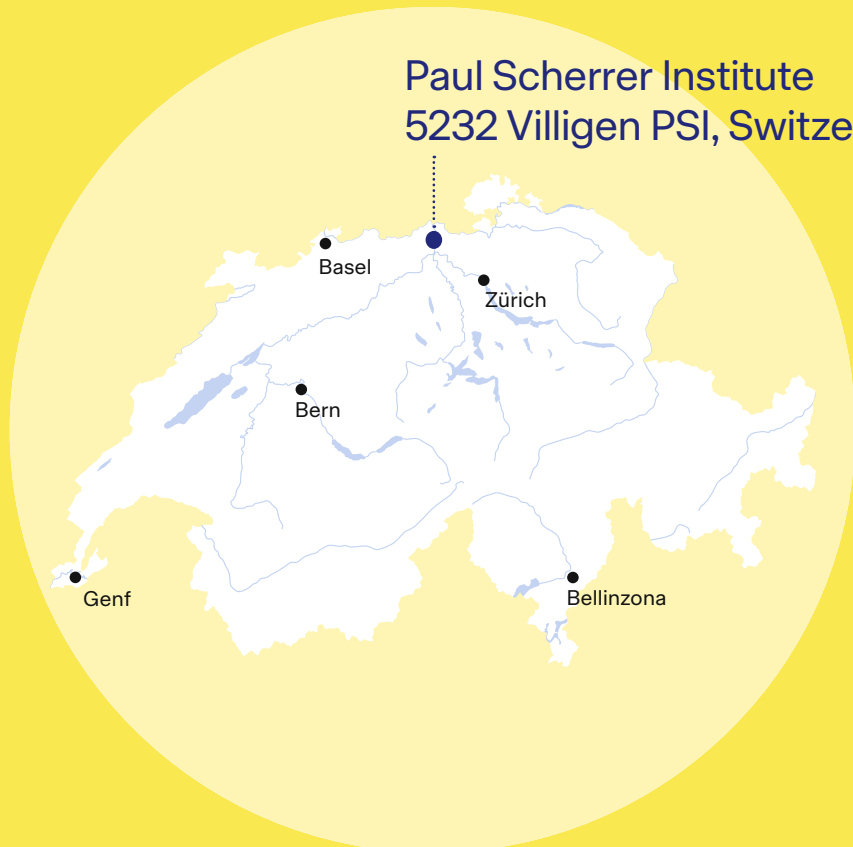 Paul Scherrer Institute
5232 Villigen PSI, Switze
Basel
Zürich
Bern
Genf
Bellinzona